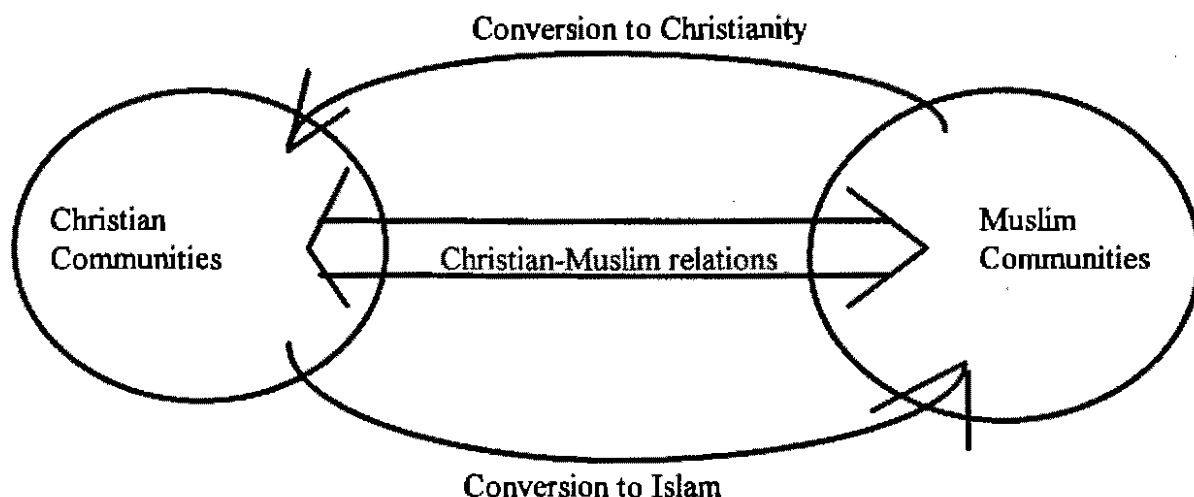 Conversion to Christianity
Christian
Communities
Christian-Muslim relations
Muslim
Communities
Conversion to Islam